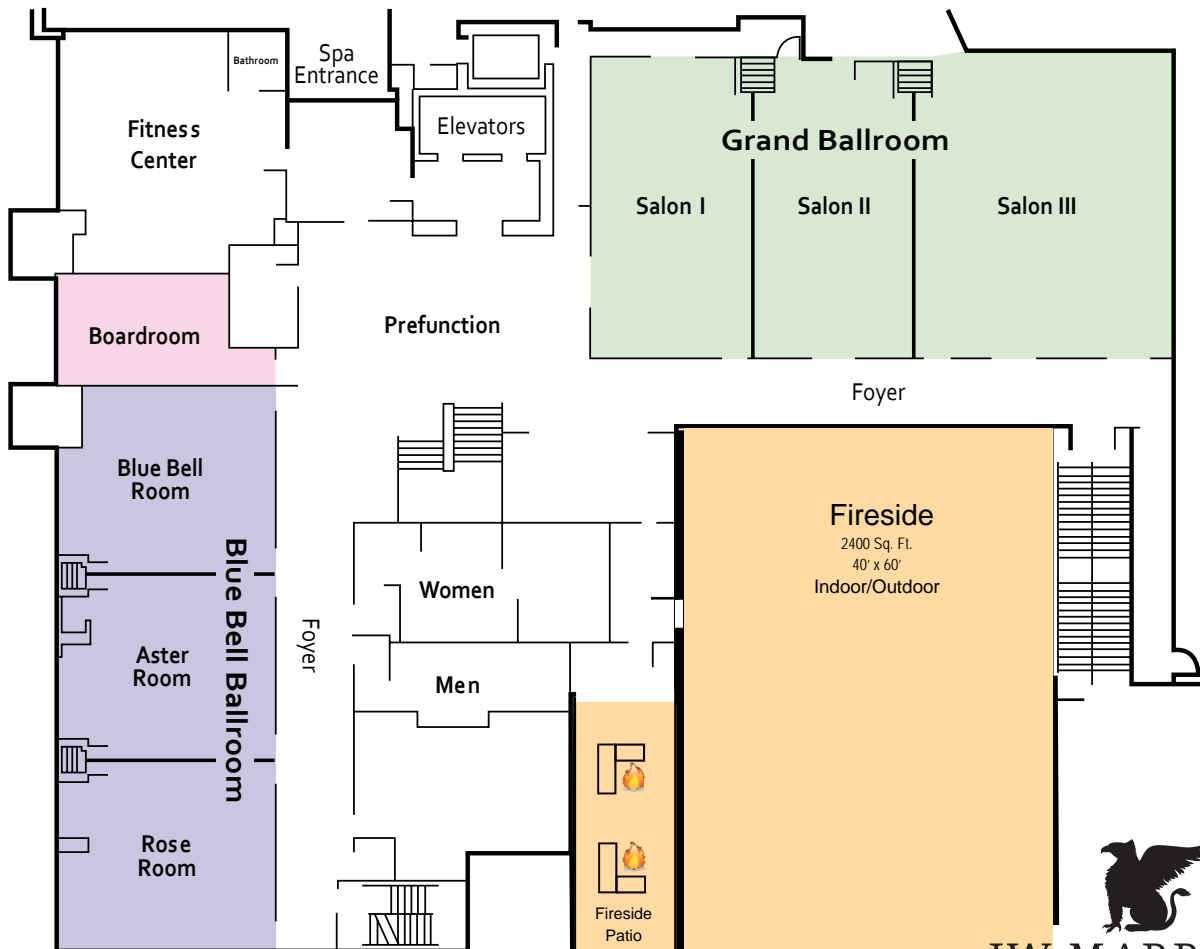 Bathroom
Spa
Entrance
Fitness
Center
Elevators
Grand Ballroom
Salon I
Salon II
Salon III
Boardroom
Prefunction
Foyer
Blue Bell
Room
Blue Bell Ballroom
Aster
Room
Rose
Room
Foyer
Women
Men
Fireside
2400 Sq. Ft.
40' x 60'
Indoor/Outdoor
Fireside
Patio